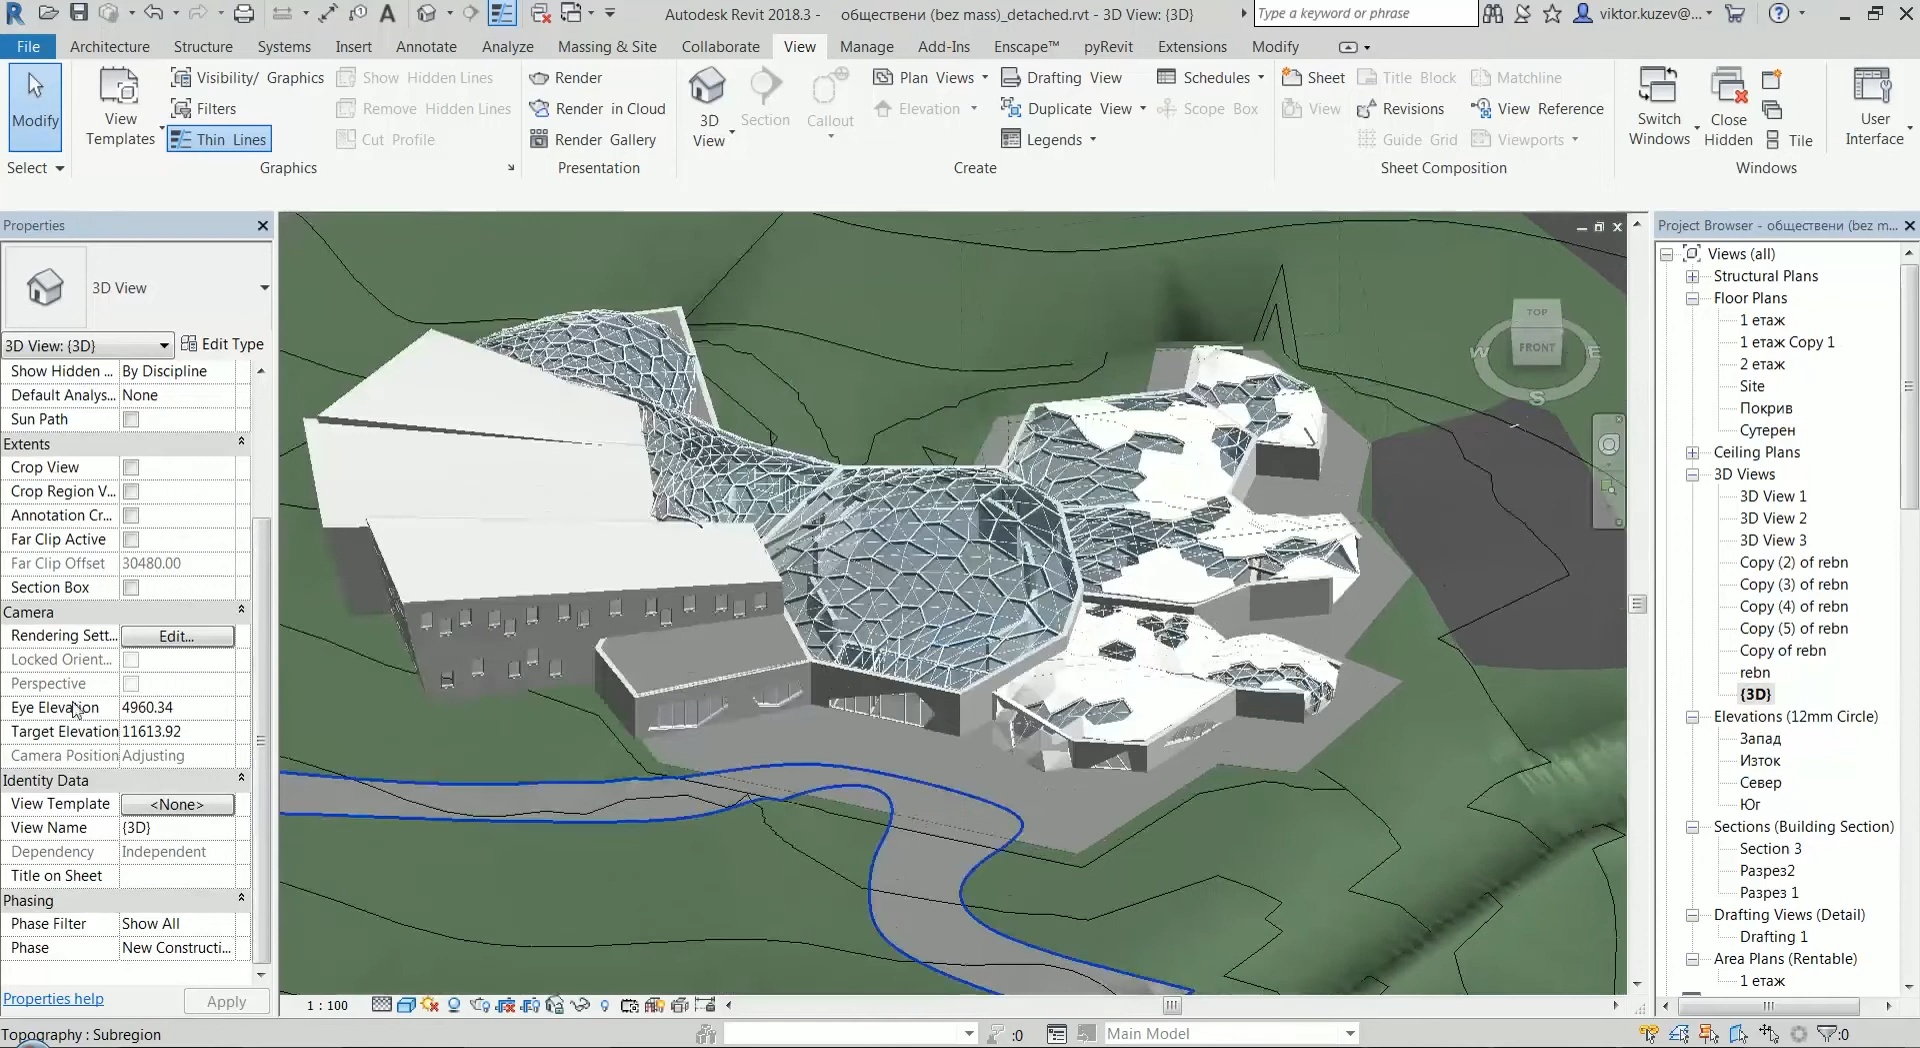 Autodesk Revit 2018.3 - обществени (bez mass)_detached.rvt - 3D View: {3D}
Type a keyword or phrase
viktor.kuzev@...
File Architecture Structure Systems Insert Annotate Analyze Massing & Site Collaborate View Manage Add-Ins Enscape™ pyRevit Extensions Modify
Modify
View Templates
Visibility/ Graphics
Filters
Thin Lines
Show Hidden Lines
Remove Hidden Lines
Cut Profile
Render
Render in Cloud
Render Gallery
3D View
Section
Callout
Plan Views
Elevation
Drafting View
Duplicate View
Legends
Schedules
Scope Box
Sheet
View
Title Block
Revisions
Guide Grid
Matchline
View Reference
Viewports
Switch Windows
Close Hidden
Tile
User Interface
Select Graphics Presentation Create Sheet Composition Windows
Properties
3D View
3D View: {3D} Edit Type
Show Hidden ... By Discipline
Default Analys... None
Sun Path
Extents
Crop View
Crop Region V...
Annotation Cr...
Far Clip Active
Far Clip Offset 30480.00
Section Box
Camera
Rendering Sett... Edit...
Locked Orient...
Perspective
Eye Elevation 4960.34
Target Elevation 11613.92
Camera Position Adjusting
Identity Data
View Template <None>
View Name {3D}
Dependency Independent
Title on Sheet
Phasing
Phase Filter Show All
Phase New Constructi...
Properties help Apply
TOP
FRONT
W E
S
1 : 100
Project Browser - обществени (bez m...
Views (all)
Structural Plans
Floor Plans
1 етаж
1 етаж Copy 1
2 етаж
Site
Покрив
Сутерен
Ceiling Plans
3D Views
3D View 1
3D View 2
3D View 3
Copy (2) of rebn
Copy (3) of rebn
Copy (4) of rebn
Copy (5) of rebn
Copy of rebn
rebn
{3D}
Elevations (12mm Circle)
Запад
Изток
Север
Юг
Sections (Building Section)
Section 3
Разрез2
Разрез 1
Drafting Views (Detail)
Drafting 1
Area Plans (Rentable)
1 етаж
Topography : Subregion
:0
Main Model
:0